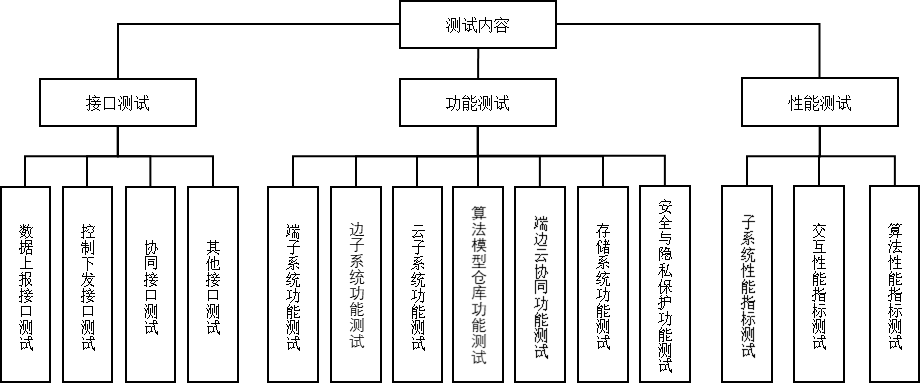 测试内容
接口测试
功能测试
性能测试
数据上报接口测试
控制下发接口测试
协同接口测试
其他接口测试
端子系统功能测试
边子系统功能测试
云子系统功能测试
算法模型仓库功能测试
端边云协同功能测试
存储系统功能测试
安全与隐私保护功能测试
子系统性能指标测试
交互性能指标测试
算法性能指标测试